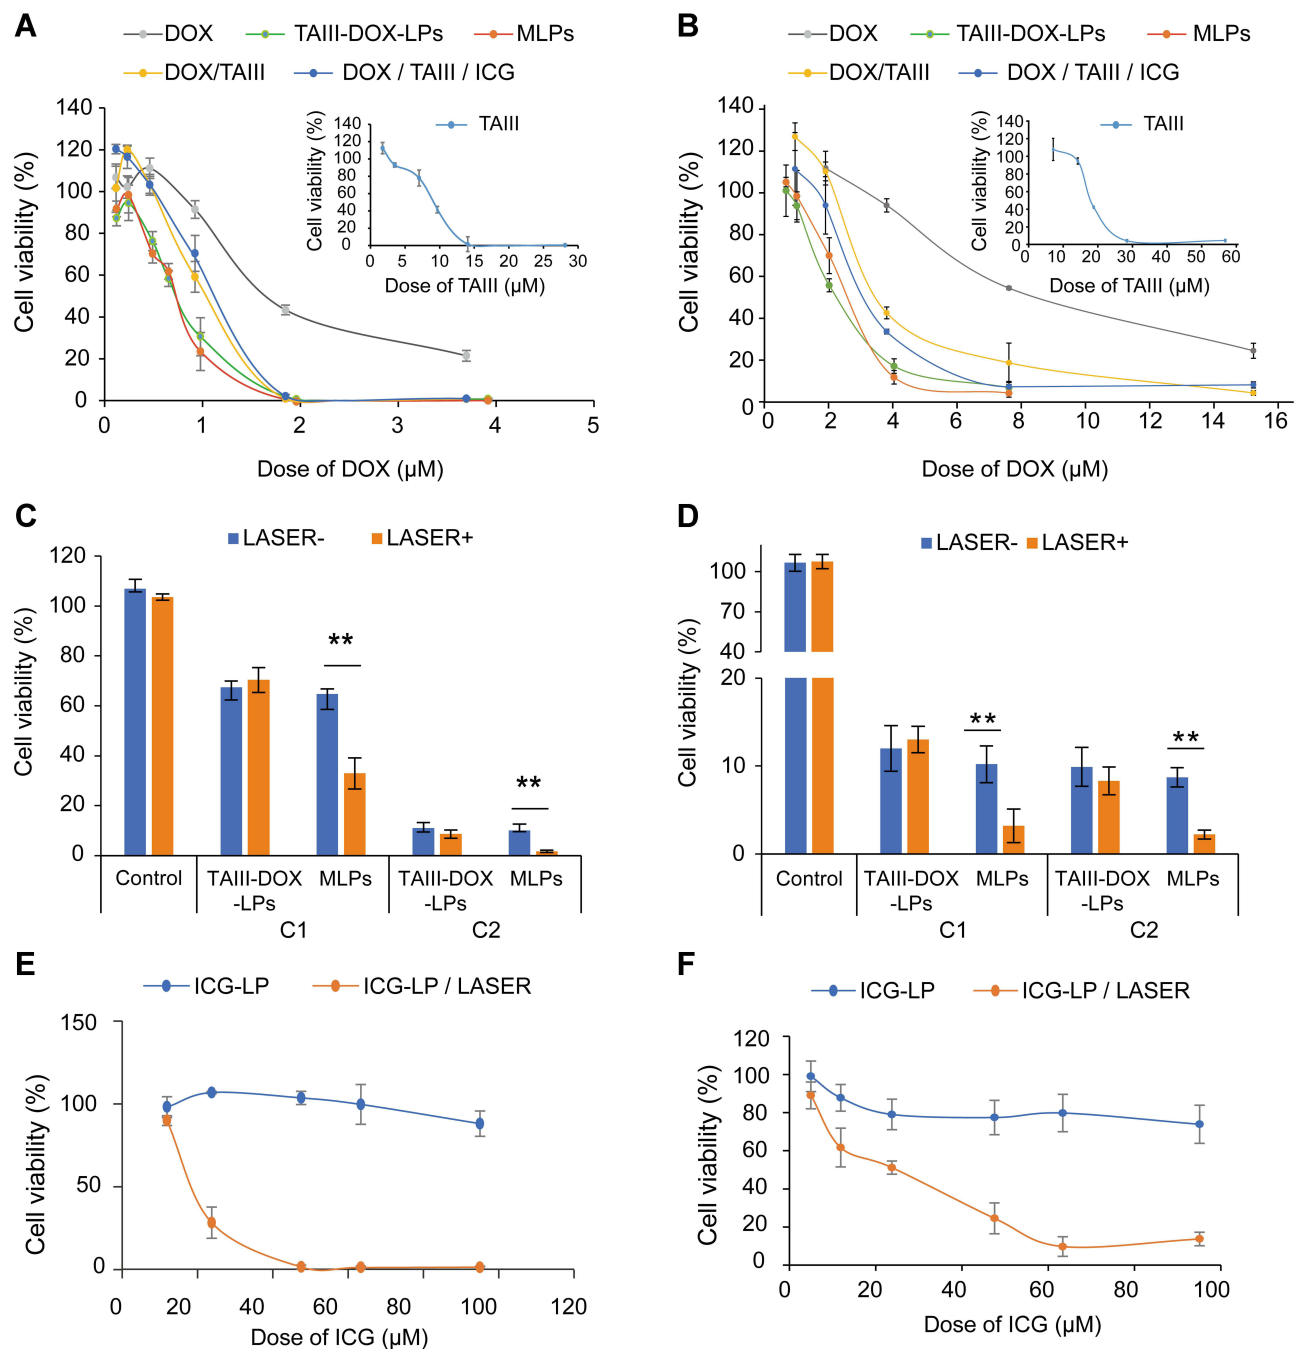 A
DOX TAIII-DOX-LPs MLPs
DOX/TAIII DOX / TAIII / ICG
Cell viability (%)
140
120
100
80
60
40
20
0
0 1 2 3 4 5
Dose of DOX (µM)
TAIII
Cell viability (%)
140
120
100
80
60
40
20
0
0 5 10 15 20 25 30
Dose of TAIII (µM)
B
DOX TAIII-DOX-LPs MLPs
DOX/TAIII DOX / TAIII / ICG
Cell viability (%)
140
120
100
80
60
40
20
0
0 2 4 6 8 10 12 14 16
Dose of DOX (µM)
TAIII
Cell viability (%)
140
120
100
80
60
40
20
0
0 10 20 30 40 50 60
Dose of TAIII (µM)
C
LASER- LASER+
Cell viability (%)
120
100
80
60
40
20
0
**
**
Control TAIII-DOX MLPs TAIII-DOX MLPs
-LPs -LPs
C1 C2
D
LASER- LASER+
Cell viability (%)
100
70
40
20
10
0
**
**
Control TAIII-DOX MLPs TAIII-DOX MLPs
-LPs -LPs
C1 C2
E
ICG-LP ICG-LP / LASER
Cell viability (%)
150
100
50
0
0 20 40 60 80 100 120
Dose of ICG (µM)
F
ICG-LP ICG-LP / LASER
Cell viability (%)
120
100
80
60
40
20
0
0 20 40 60 80 100
Dose of ICG (µM)